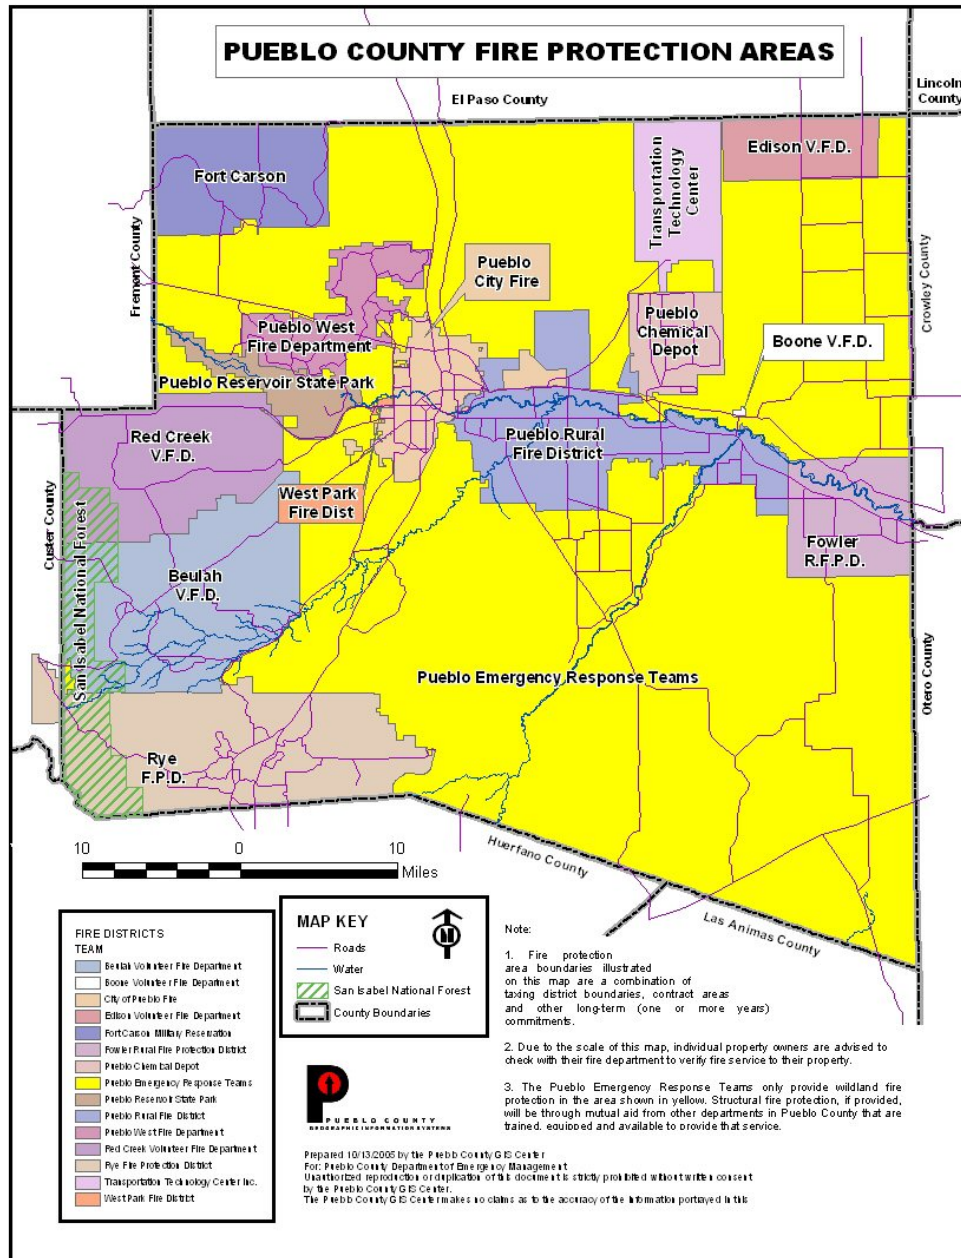 PUEBLO COUNTY FIRE PROTECTION AREAS
El Paso County
Lincoln
County
Edison V.F.D.
Fort Carson
Transportation
Technology
Center
Fremont County
Crowley County
Pueblo
City Fire
Pueblo
Chemical
Depot
Pueblo West
Fire Department
Boone V.F.D.
Pueblo Reservoir State Park
Red Creek
V.F.D.
Pueblo Rural
Fire District
West Park
Fire Dist
Custer County
San Isabel National Forest
Fowler
R.F.P.D.
Beulah
V.F.D.
Pueblo Emergency Response Teams
Otero County
Rye
F.P.D.
Huerfano County
Las Animas County
10 0 10
Miles
FIRE DISTRICTS
TEAM
Beulah Volunteer Fire Department
Boone Volunteer Fire Department
City of Pueblo Fire
Edison Volunteer Fire Department
Fort Carson Military Reservation
Fowler Rural Fire Protection District
Pueblo Chemical Depot
Pueblo Emergency Response Teams
Pueblo Reservoir State Park
Pueblo Rural Fire District
Pueblo West Fire Department
Red Creek Volunteer Fire Department
Rye Fire Protection District
Transportation Technology Center Inc.
West Park Fire District
MAP KEY
Roads
Water
San Isabel National Forest
County Boundaries
PUEBLO COUNTY
GEOGRAPHIC INFORMATION SYSTEMS
Note:
1. Fire protection
area boundaries illustrated
on this map are a combination of
taxing district boundaries, contract areas
and other long-term (one or more years)
commitments.
2. Due to the scale of this map, individual property owners are advised to
check with their fire department to verify fire service to their property.
3. The Pueblo Emergency Response Teams only provide wildland fire
protection in the area shown in yellow. Structural fire protection, if provided,
will be through mutual aid from other departments in Pueblo County that are
trained, equipped and available to provide that service.
Prepared 10/13/2005 by the Pueblo County GIS Center
For: Pueblo County Department of Emergency Management
Unauthorized reproduction or duplication of this document is strictly prohibited without written consent
by the Pueblo County GIS Center.
The Pueblo County GIS Center makes no claims as to the accuracy of the information portrayed in this